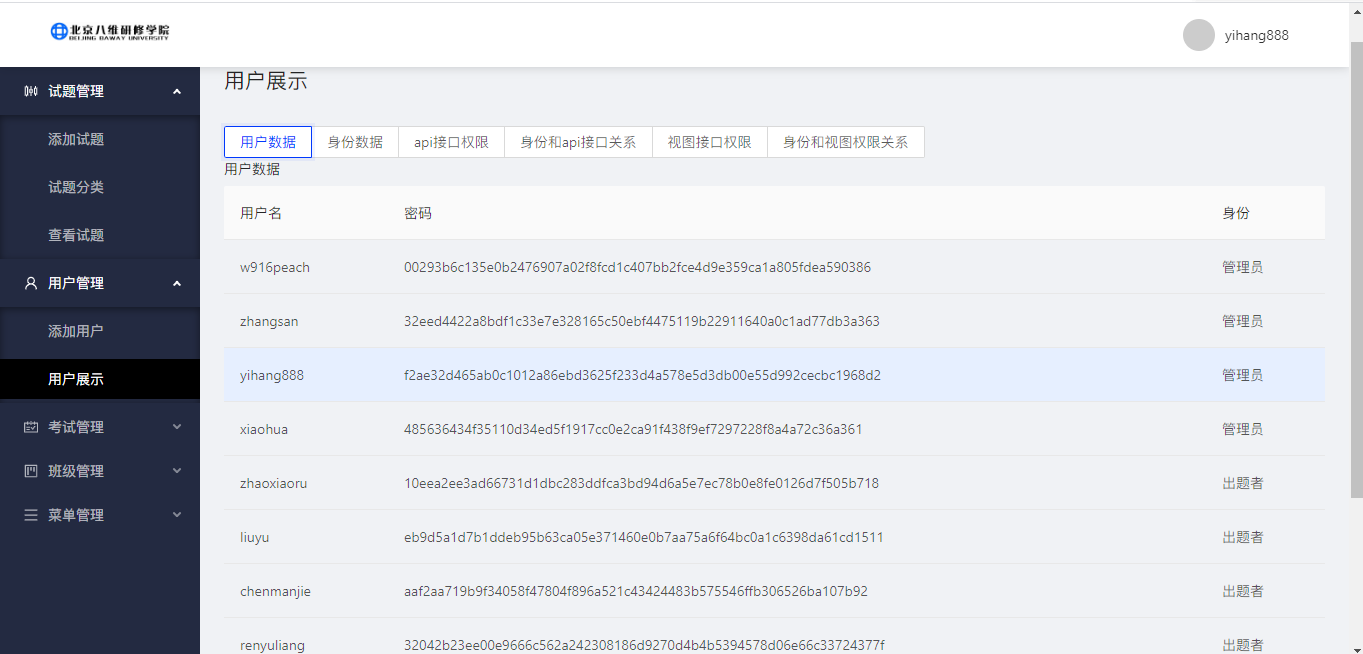 北京八维研修学院
BEIJING BAWAY UNIVERSITY
yihang888
试题管理
添加试题
试题分类
查看试题
用户管理
添加用户
用户展示
考试管理
班级管理
菜单管理
用户展示
用户数据 身份数据 api接口权限 身份和api接口关系 视图接口权限 身份和视图权限关系
用户数据
用户名 密码 身份
w916peach 00293b6c135e0b2476907a02f8fcd1c407bb2fce4d9e359ca1a805fdea590386 管理员
zhangsan 32eed4422a8bdf1c33e7e328165c50ebf4475119b22911640a0c1ad77db3a363 管理员
yihang888 f2ae32d465ab0c1012a86ebd3625f233d4a578e5d3db00e55d992cecbc1968d2 管理员
xiaohua 485636434f35110d34ed5f1917cc0e2ca91f438f9ef7297228f8a4a72c36a361 管理员
zhaoxiaoru 10eea2ee3ad66731d1dbc283ddfca3bd94d6a5e7ec78b0e8fe0126d7f505b718 出题者
liuyu eb9d5a1d7b1ddeb95b63ca05e371460e0b7aa75a6f64bc0a1c6398da61cd1511 出题者
chenmanjie aaf2aa719b9f34058f47804f896a521c43424483b575546ffb306526ba107b92 出题者
renyuliang 32042b23ee00e9666c562a242308186d9270d4b4b5394578d06e66c33724377f 出题者